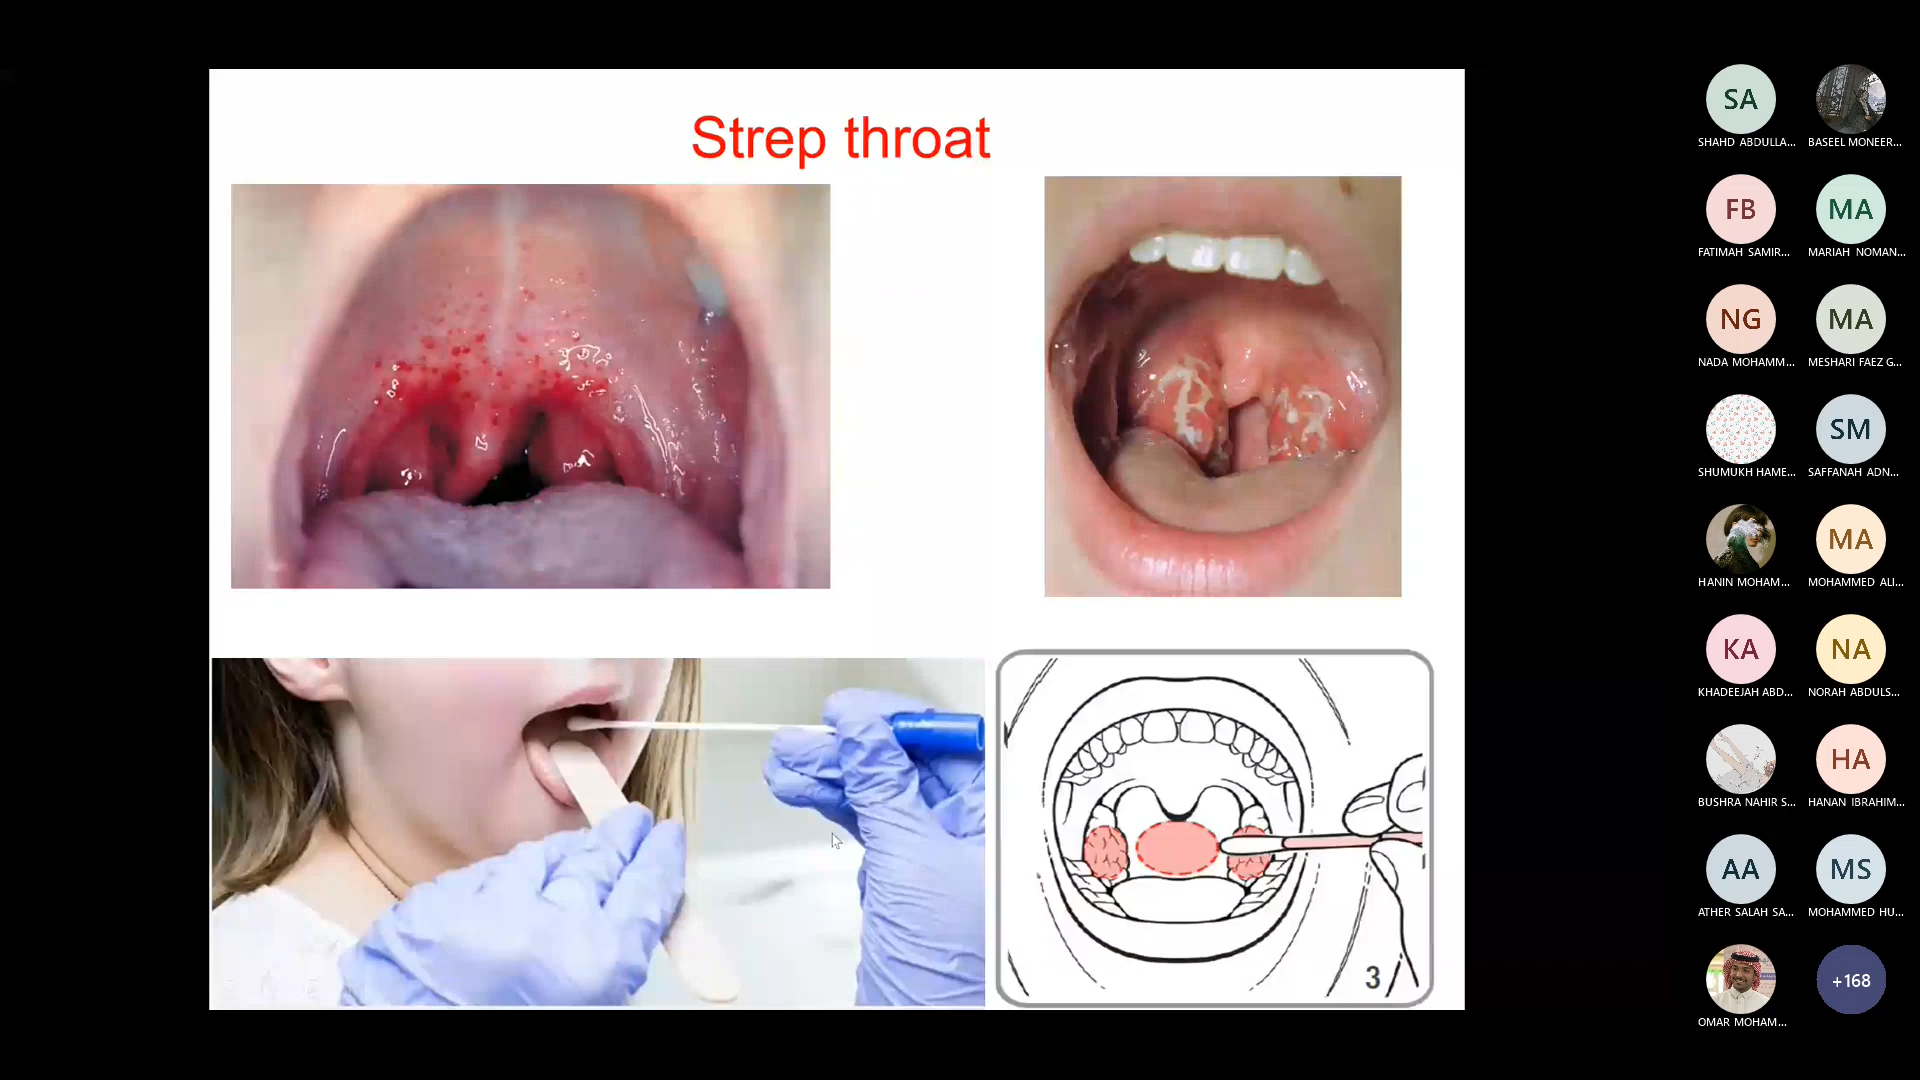 Strep throat
3
SA
SHAHD ABDULLA...
BASEEL MONEER...
FB
FATIMAH SAMIR...
MA
MARIAH NOMAN...
NG
NADA MOHAMM...
MA
MESHARI FAEZ G...
SHUMUKH HAME...
SM
SAFFANAH ADN...
HANIN MOHAM...
MA
MOHAMMED ALI...
KA
KHADEEJAH ABD...
NA
NORAH ABDULS...
BUSHRA NAHIR S...
HA
HANAN IBRAHIM...
AA
ATHER SALAH SA...
MS
MOHAMMED HU...
OMAR MOHAM...
+168